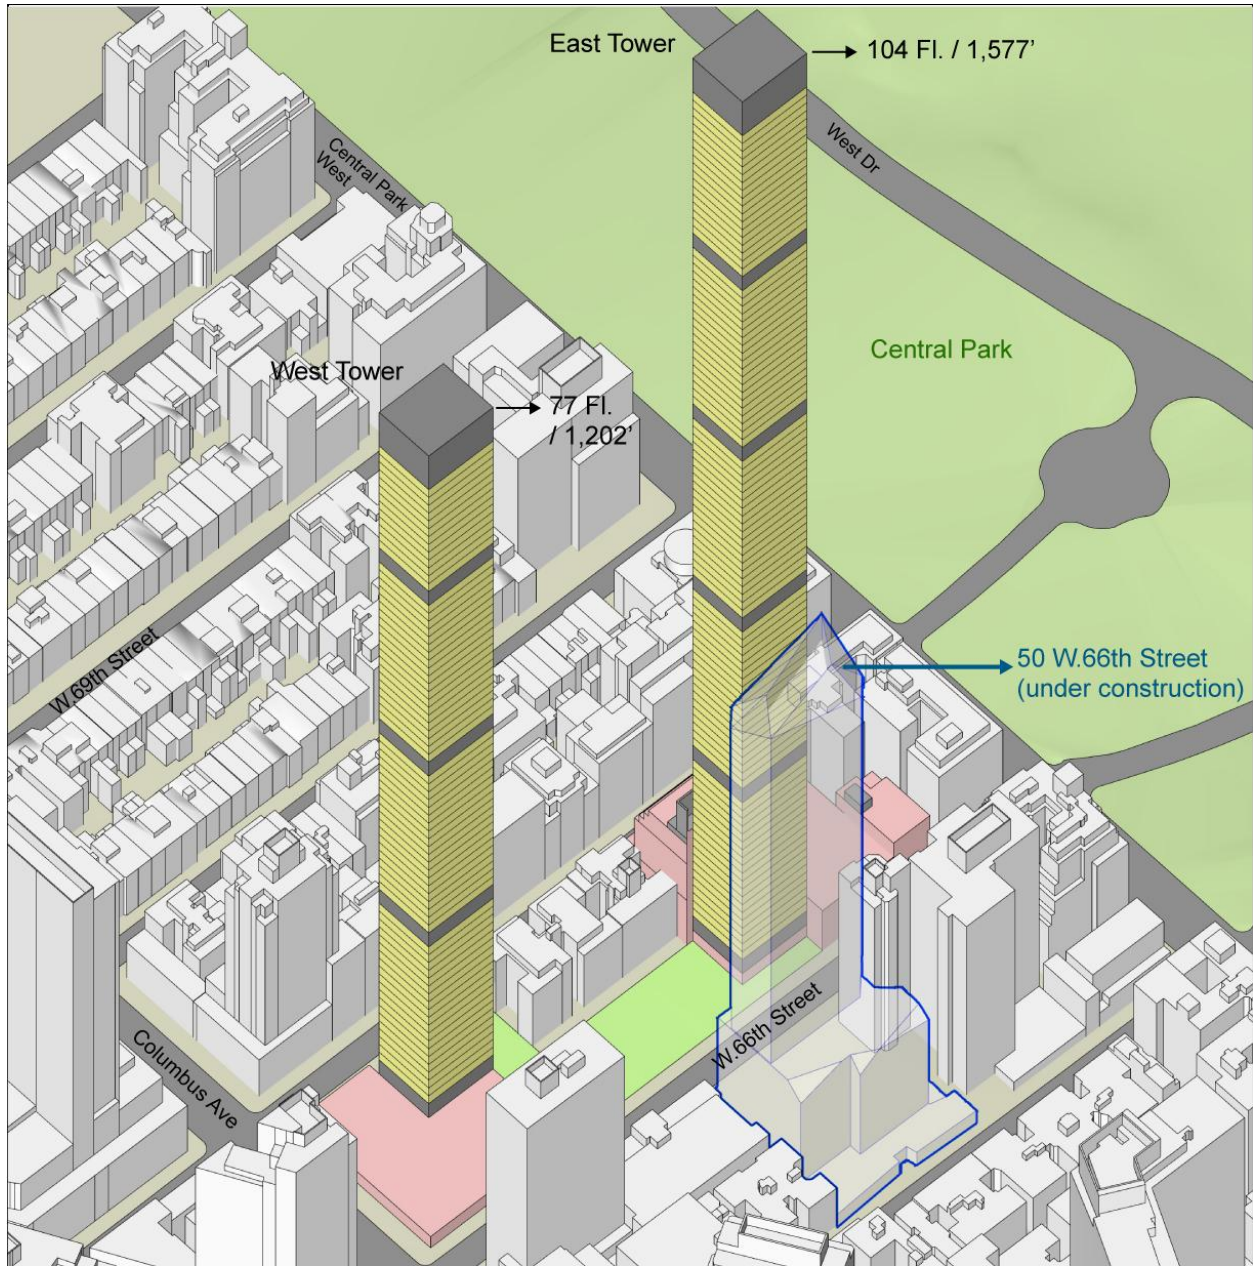 East Tower
104 Fl. / 1,577’
West Dr
Central Park
West
Central Park
West Tower
77 Fl.
/ 1,202’
W.69th Street
50 W.66th Street
(under construction)
W.66th Street
Columbus Ave